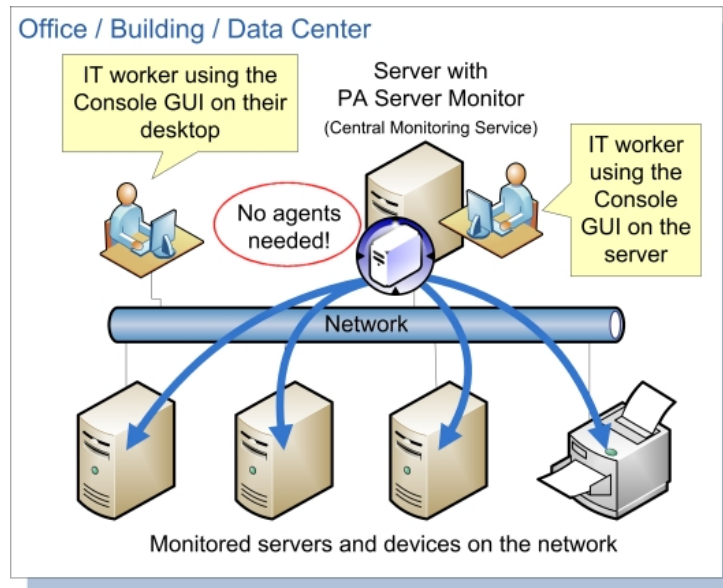 Office / Building / Data Center
IT worker using the
Console GUI on their
desktop
Server with
PA Server Monitor
(Central Monitoring Service)
IT worker
using the
Console
GUI on the
server
No agents
needed!
Network
Monitored servers and devices on the network